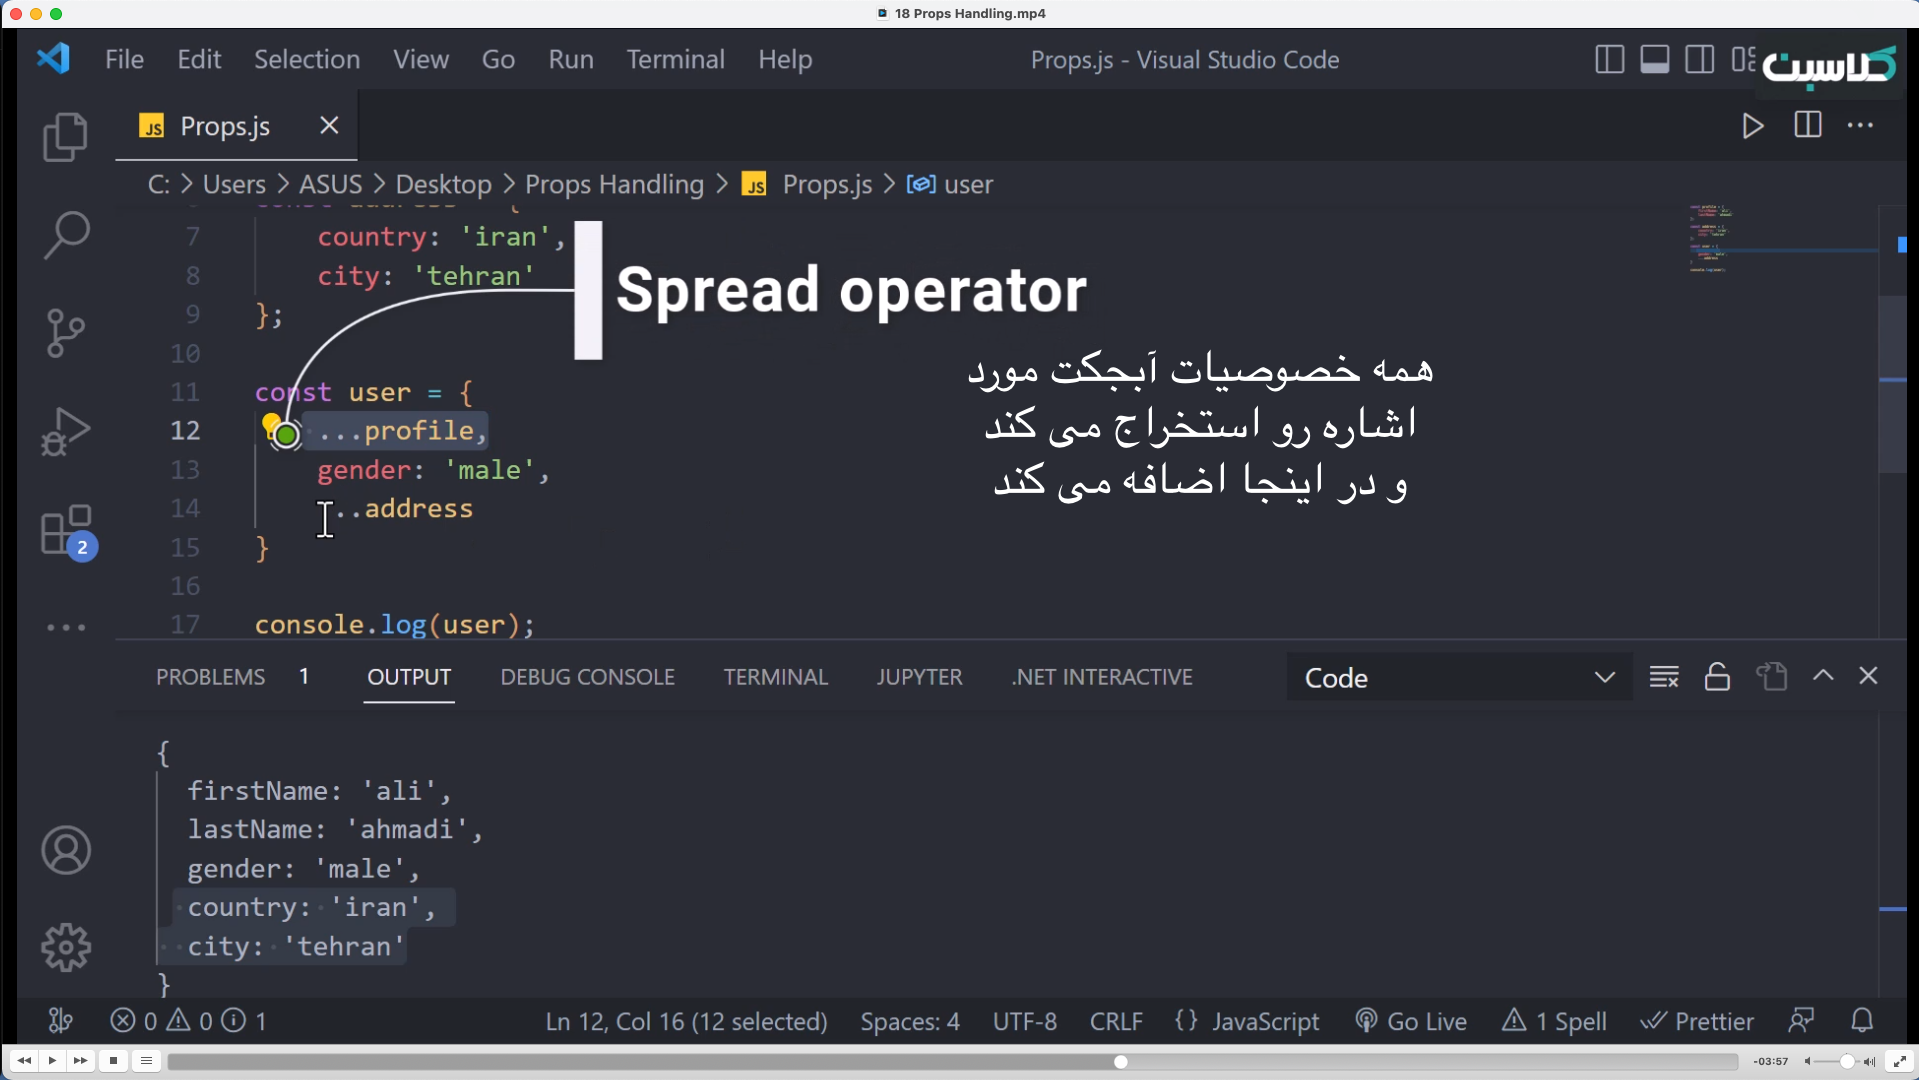 18 Props Handling.mp4
File Edit Selection View Go Run Terminal Help
Props.js - Visual Studio Code
کلاسیت
JS Props.js
C: > Users > ASUS > Desktop > Props Handling > JS Props.js > user
7 country: 'iran',
8 city: 'tehran'
9 };
10
11 const user = {
12 ...profile,
13 gender: 'male',
14 ...address
15 }
16
17 console.log(user);
Spread operator
همه خصوصیات آبجکت مورد
اشاره رو استخراج می کند
و در اینجا اضافه می کند
2
PROBLEMS 1 OUTPUT DEBUG CONSOLE TERMINAL JUPYTER .NET INTERACTIVE Code
{
firstName: 'ali',
lastName: 'ahmadi',
gender: 'male',
country: 'iran',
city: 'tehran'
}
0 0 1 Ln 12, Col 16 (12 selected) Spaces: 4 UTF-8 CRLF {} JavaScript Go Live 1 Spell Prettier
-03:57